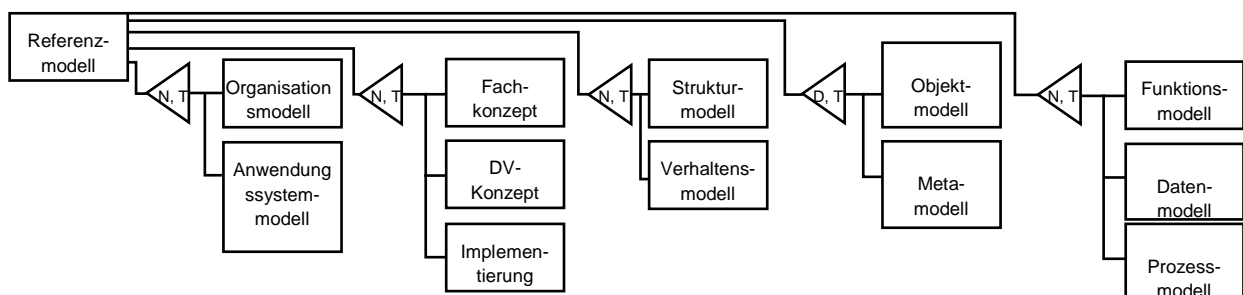 Referenz-
modell
N, T
Organisation
smodell
Anwendung
ssystem-
modell
N, T
Fach-
konzept
DV-
Konzept
Implemen-
tierung
N, T
Struktur-
modell
Verhaltens-
modell
D, T
Objekt-
modell
Meta-
modell
N, T
Funktions-
modell
Daten-
modell
Prozess-
modell